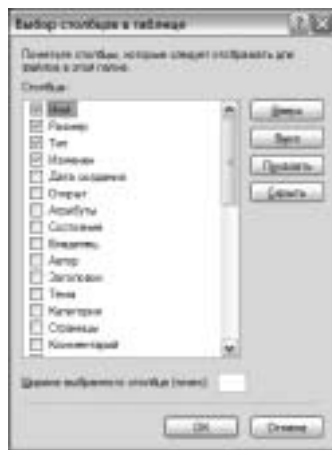 Выбор столбцов в таблице
Пометьте столбцы, которые следует отображать для
файлов в этой папке.
Столбцы:
Имя
Размер
Тип
Изменен
Дата создания
Открыт
Атрибуты
Состояние
Владелец
Автор
Заголовок
Тема
Категория
Страницы
Комментарий
Вверх
Вниз
Показать
Скрыть
Ширина выбранного столбца (точек):
OK
Отмена